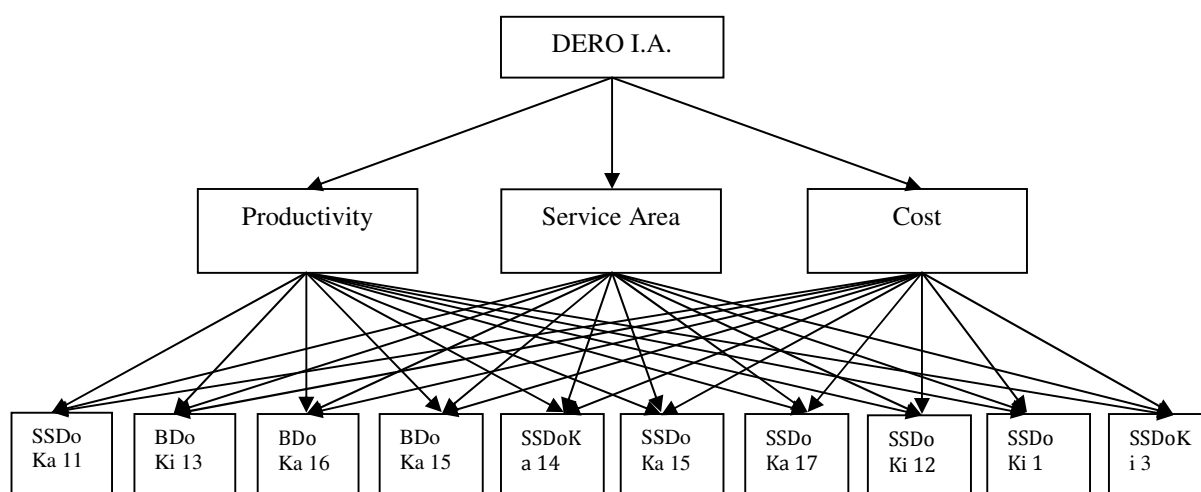 DERO I.A.
Productivity
Service Area
Cost
SSDo
Ka 11
BDo
Ki 13
BDo
Ka 16
BDo
Ka 15
SSDoK
a 14
SSDo
Ka 15
SSDo
Ka 17
SSDo
Ki 12
SSDo
Ki 1
SSDoK
i 3